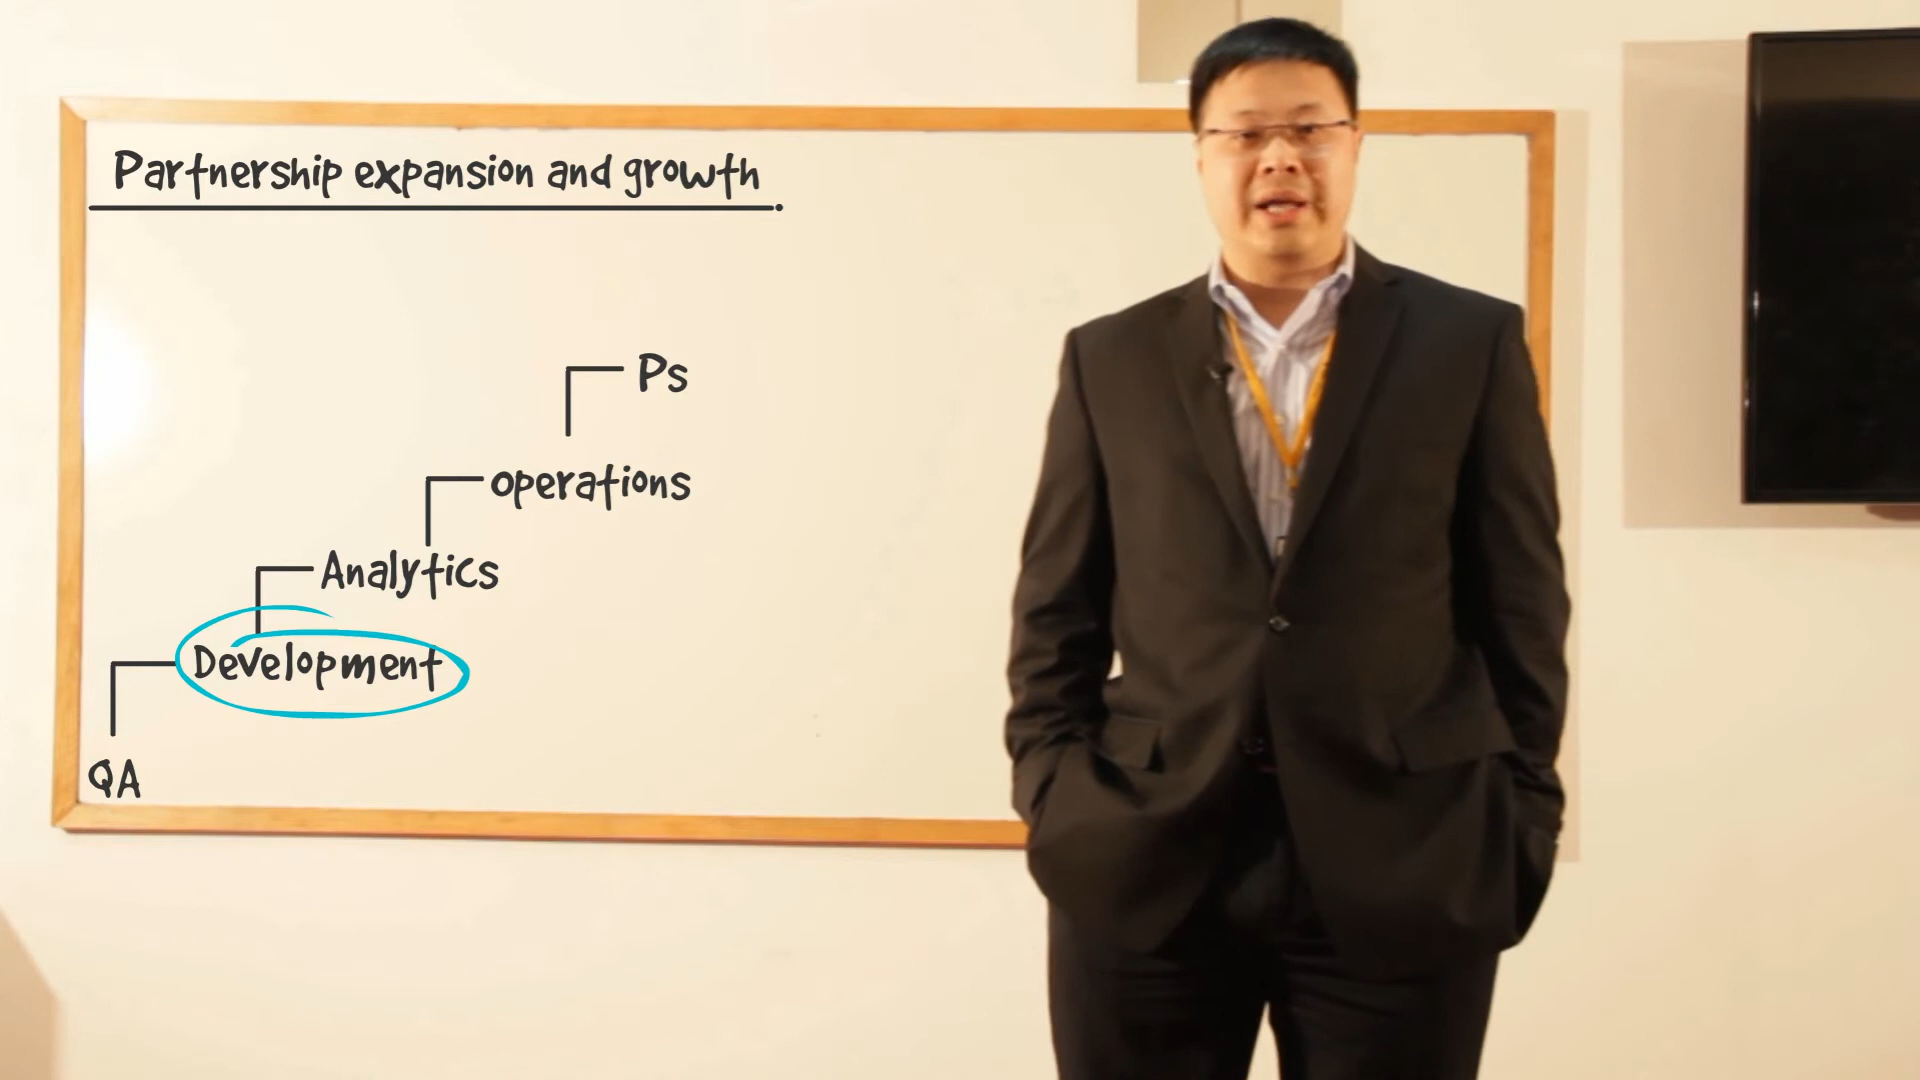 Partnership expansion and growth
Ps
operations
Analytics
Development
QA